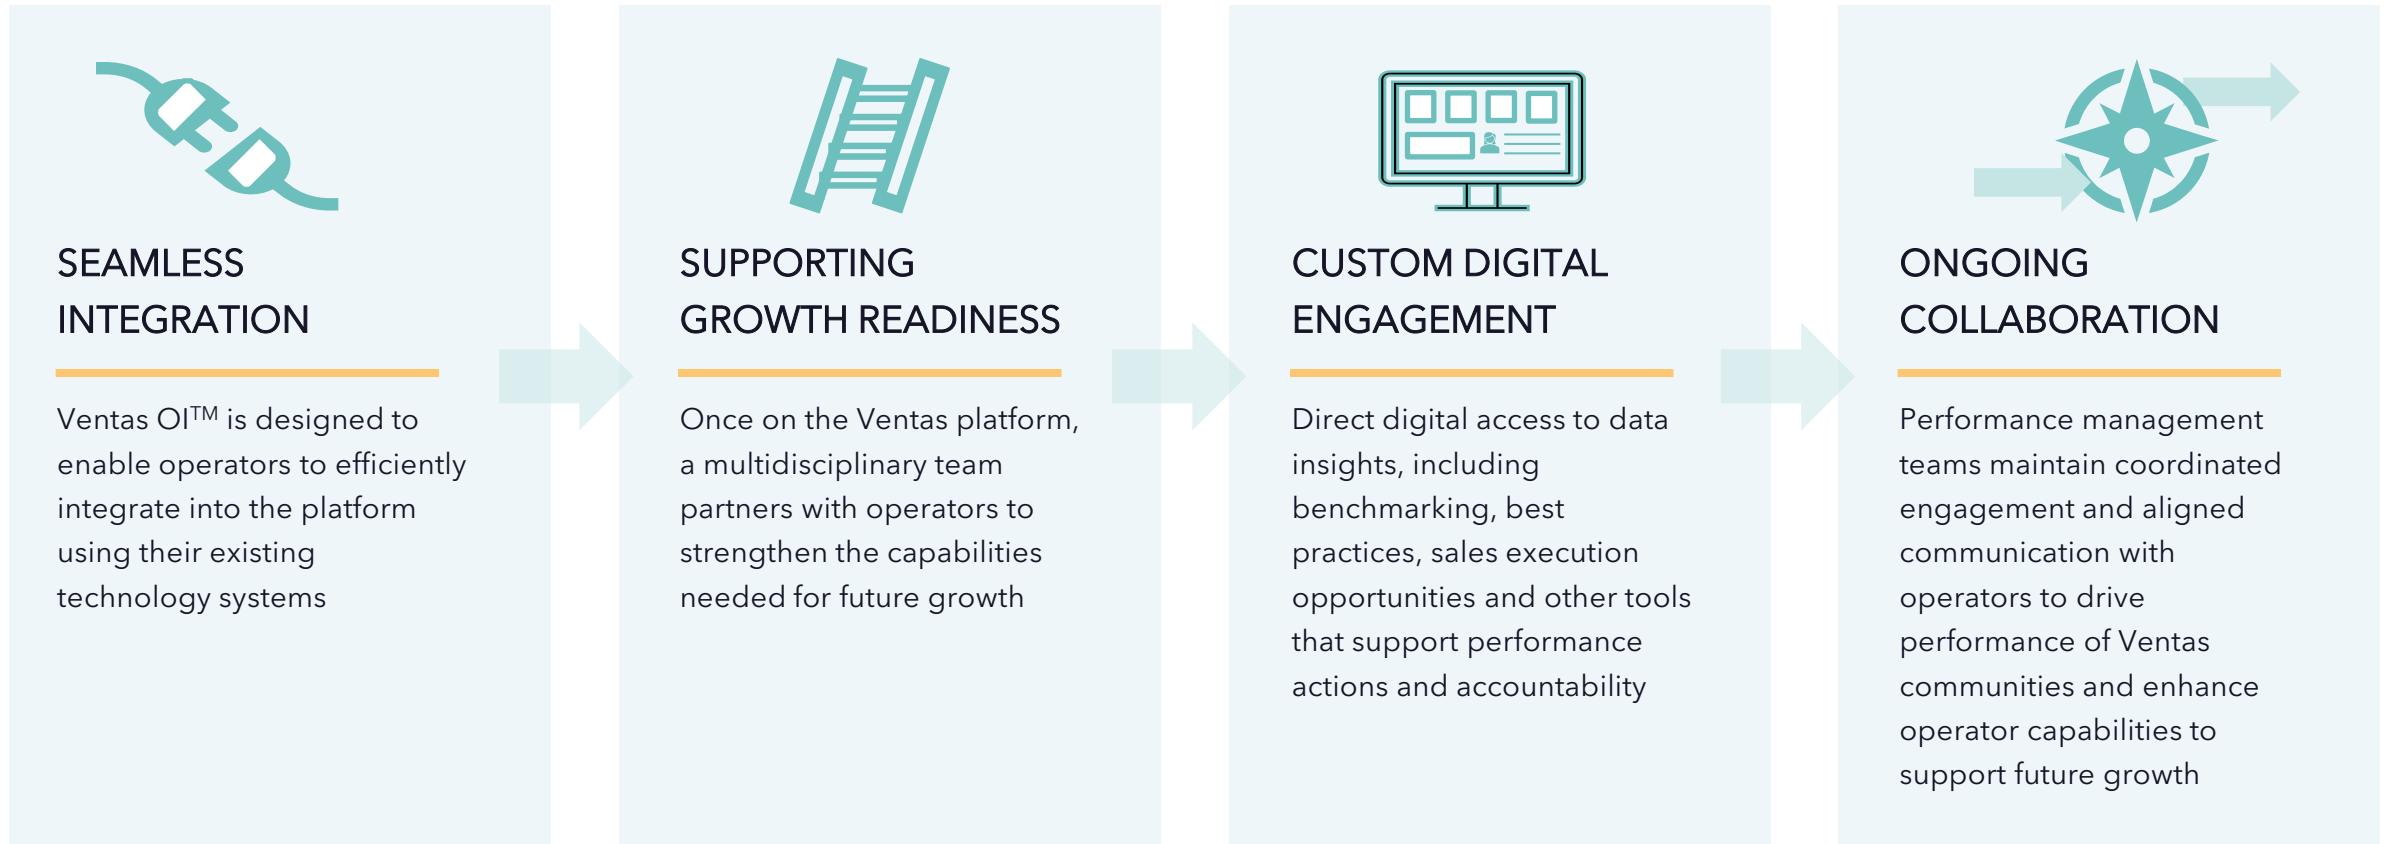 SEAMLESS
INTEGRATION
Ventas OI™ is designed to
enable operators to efficiently
integrate into the platform
using their existing
technology systems
SUPPORTING
GROWTH READINESS
Once on the Ventas platform,
a multidisciplinary team
partners with operators to
strengthen the capabilities
needed for future growth
CUSTOM DIGITAL
ENGAGEMENT
Direct digital access to data
insights, including
benchmarking, best
practices, sales execution
opportunities and other tools
that support performance
actions and accountability
ONGOING
COLLABORATION
Performance management
teams maintain coordinated
engagement and aligned
communication with
operators to drive
performance of Ventas
communities and enhance
operator capabilities to
support future growth